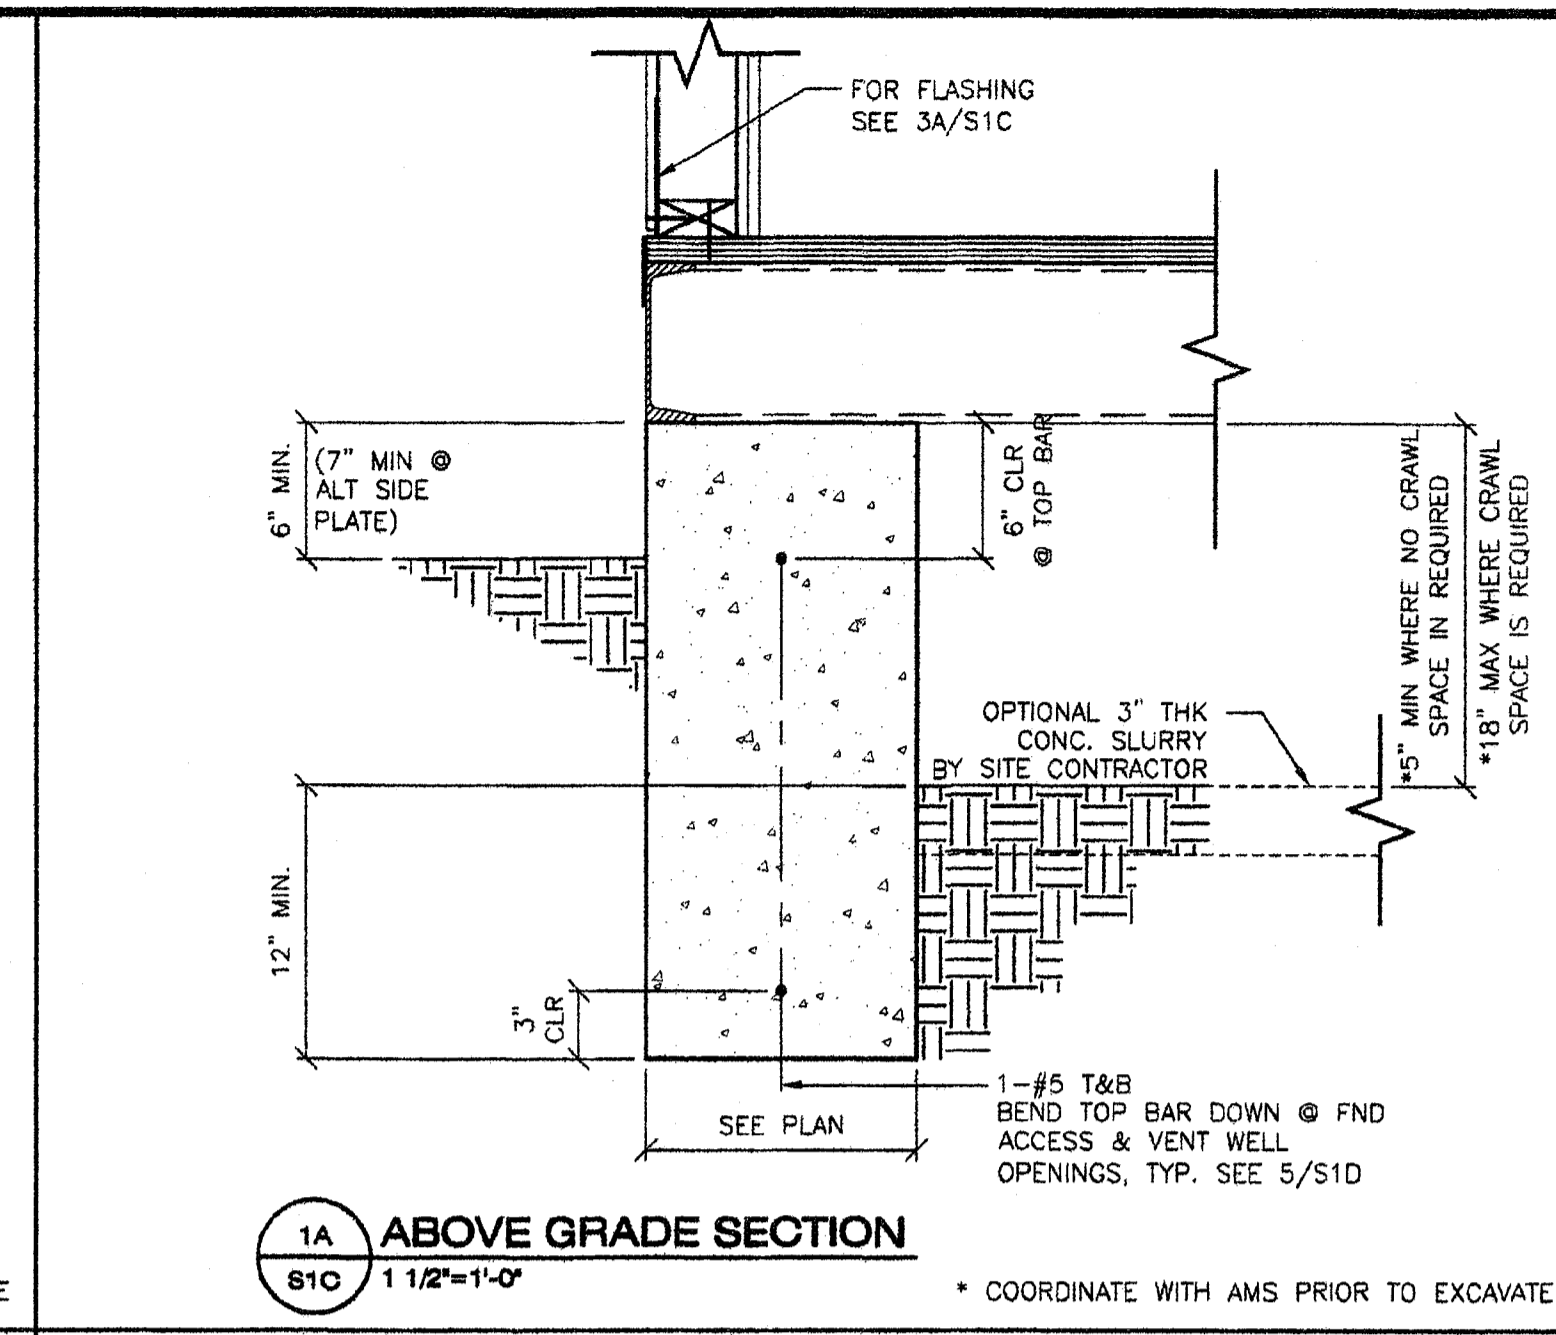 FOR FLASHING
SEE 3A/S1C
6" MIN.
(7" MIN @
ALT SIDE
PLATE)
6" CLR
@ TOP BAR
*5" MIN WHERE NO CRAWL
SPACE IN REQUIRED
*18" MAX WHERE CRAWL
SPACE IS REQUIRED
OPTIONAL 3" THK
CONC. SLURRY
BY SITE CONTRACTOR
12" MIN.
3"
CLR
1-#5 T&B
BEND TOP BAR DOWN @ FND
ACCESS & VENT WELL
OPENINGS, TYP. SEE 5/S1D
SEE PLAN
1A
S1C
ABOVE GRADE SECTION
1 1/2"=1'-0"
* COORDINATE WITH AMS PRIOR TO EXCAVATE
E